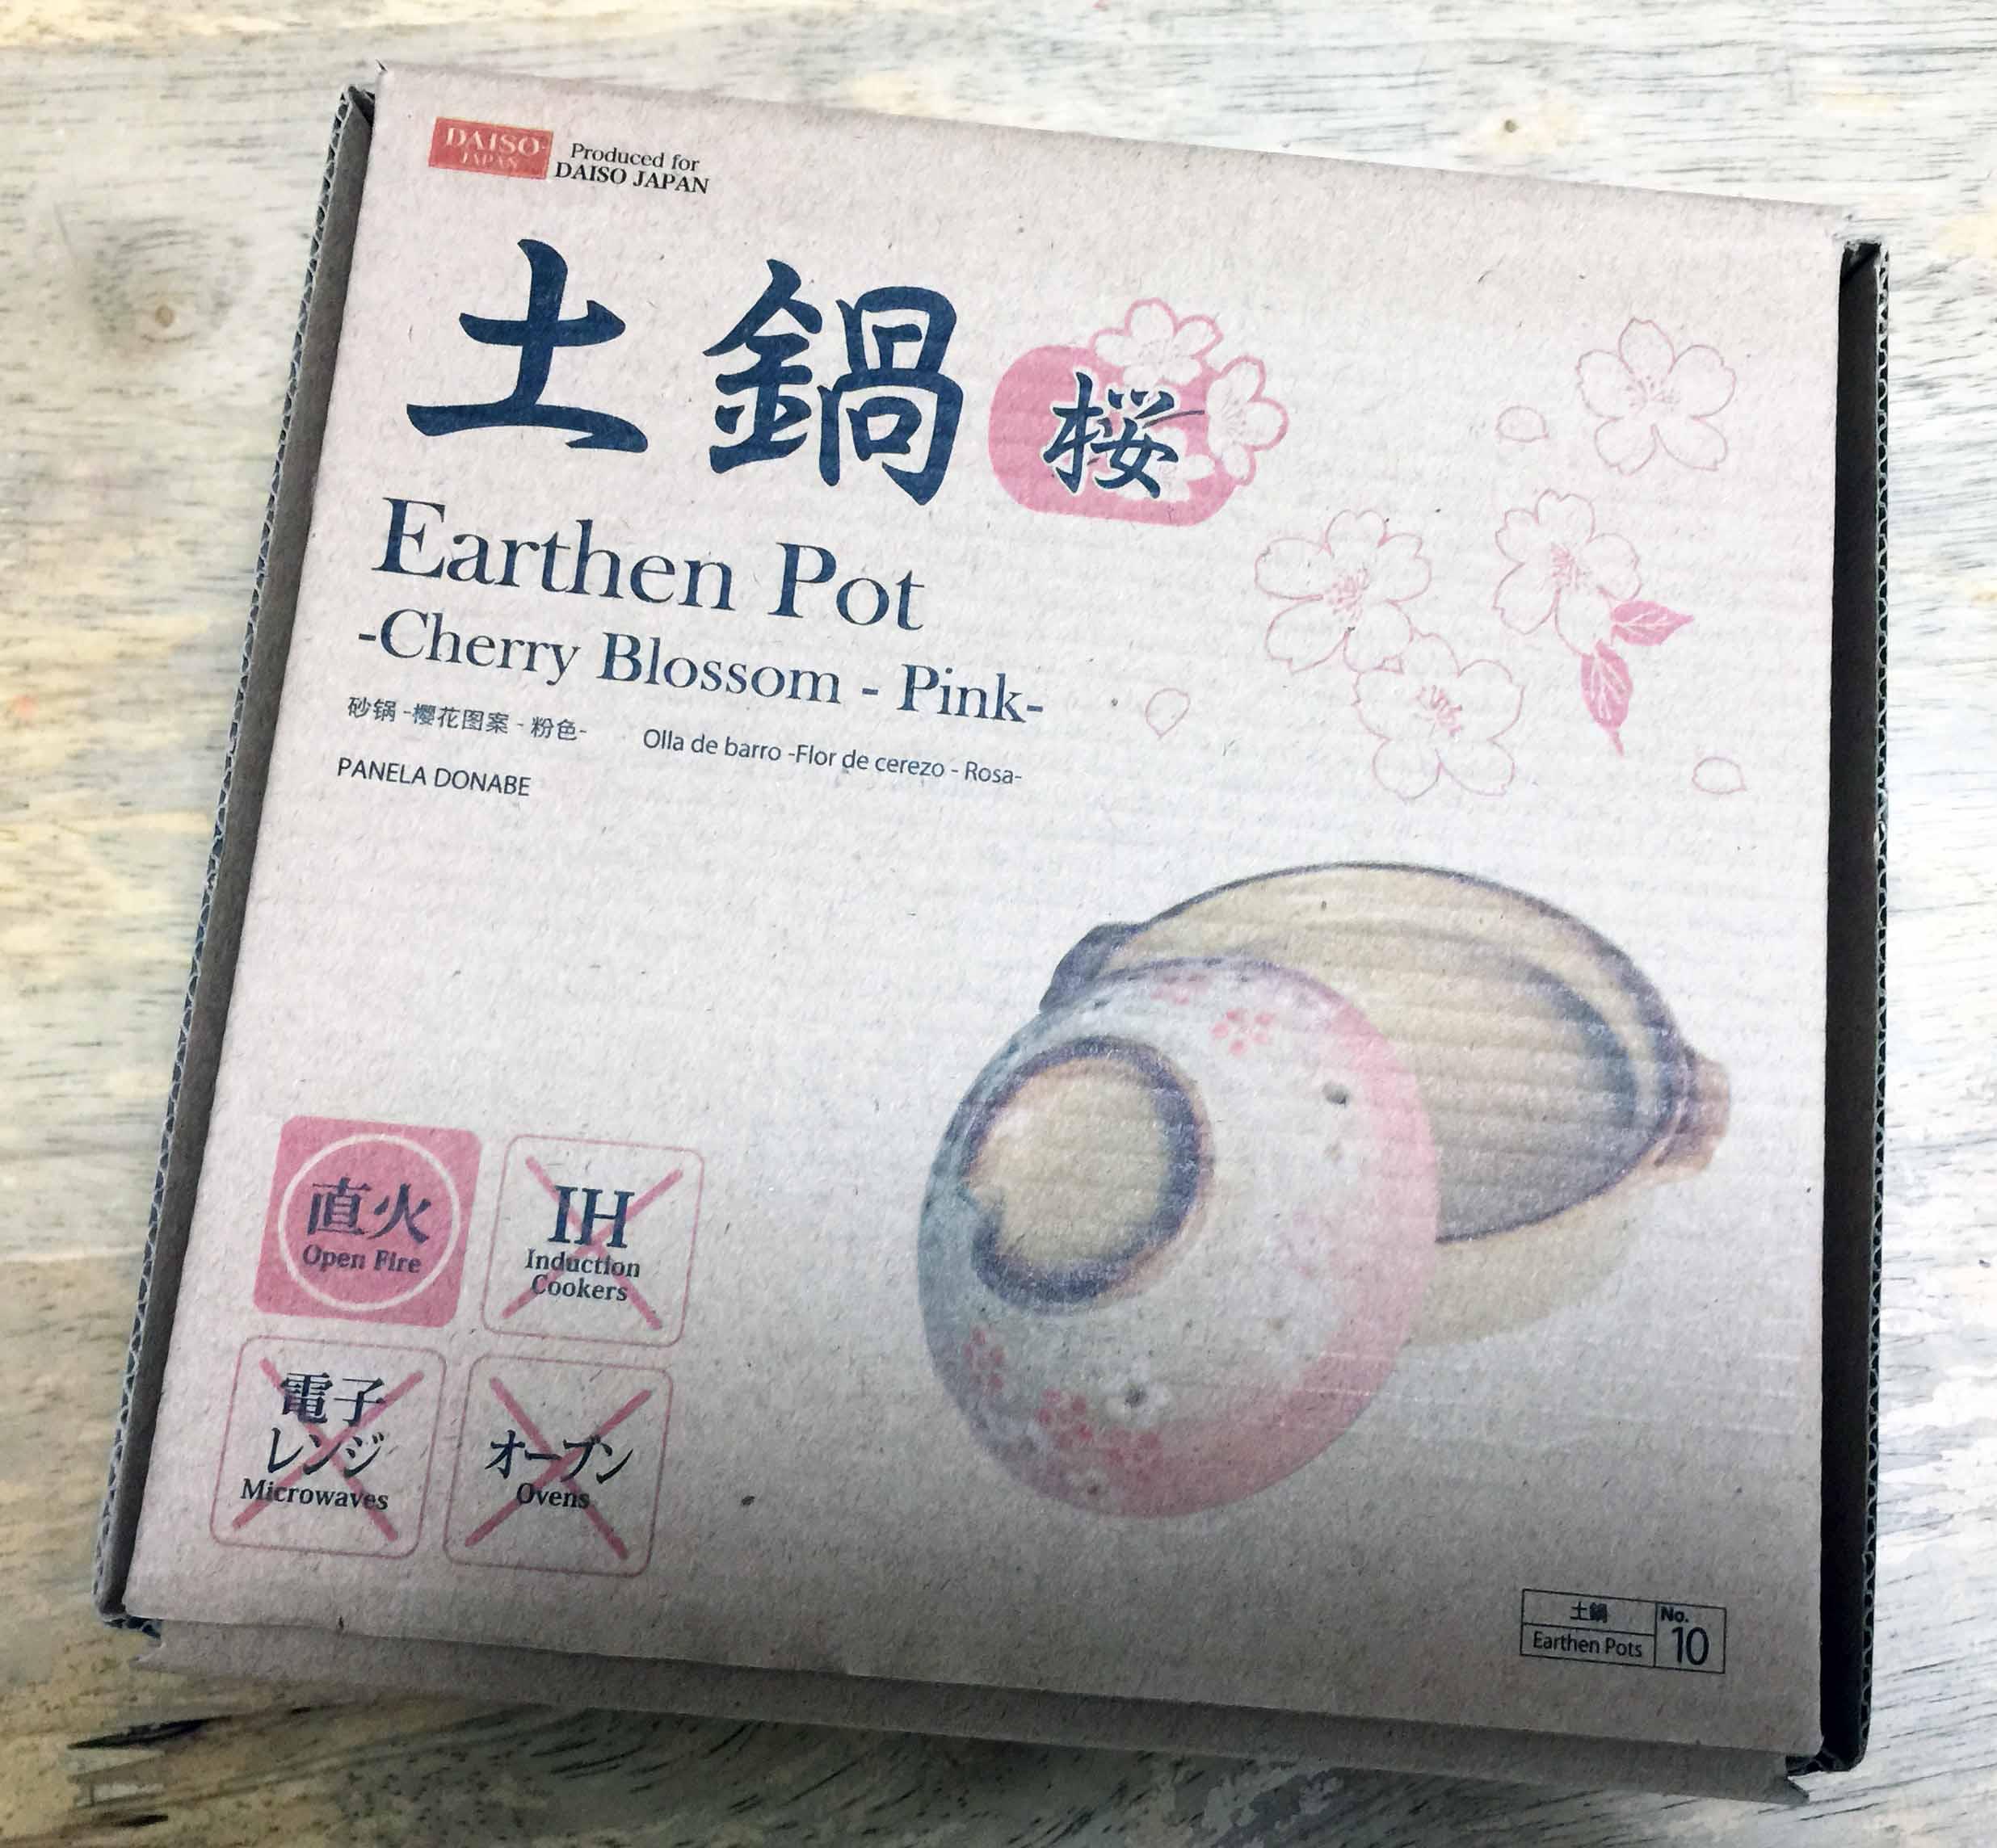 DAISO
JAPAN
Produced for
DAISO JAPAN
土鍋
桜
Earthen Pot
-Cherry Blossom - Pink-
砂锅 -樱花图案 - 粉色-
Olla de barro -Flor de cerezo - Rosa-
PANELA DONABE
直火
Open Fire
IH
Induction
Cookers
電子
レンジ
Microwaves
オーブン
Ovens
土鍋
Earthen Pots
No.
10